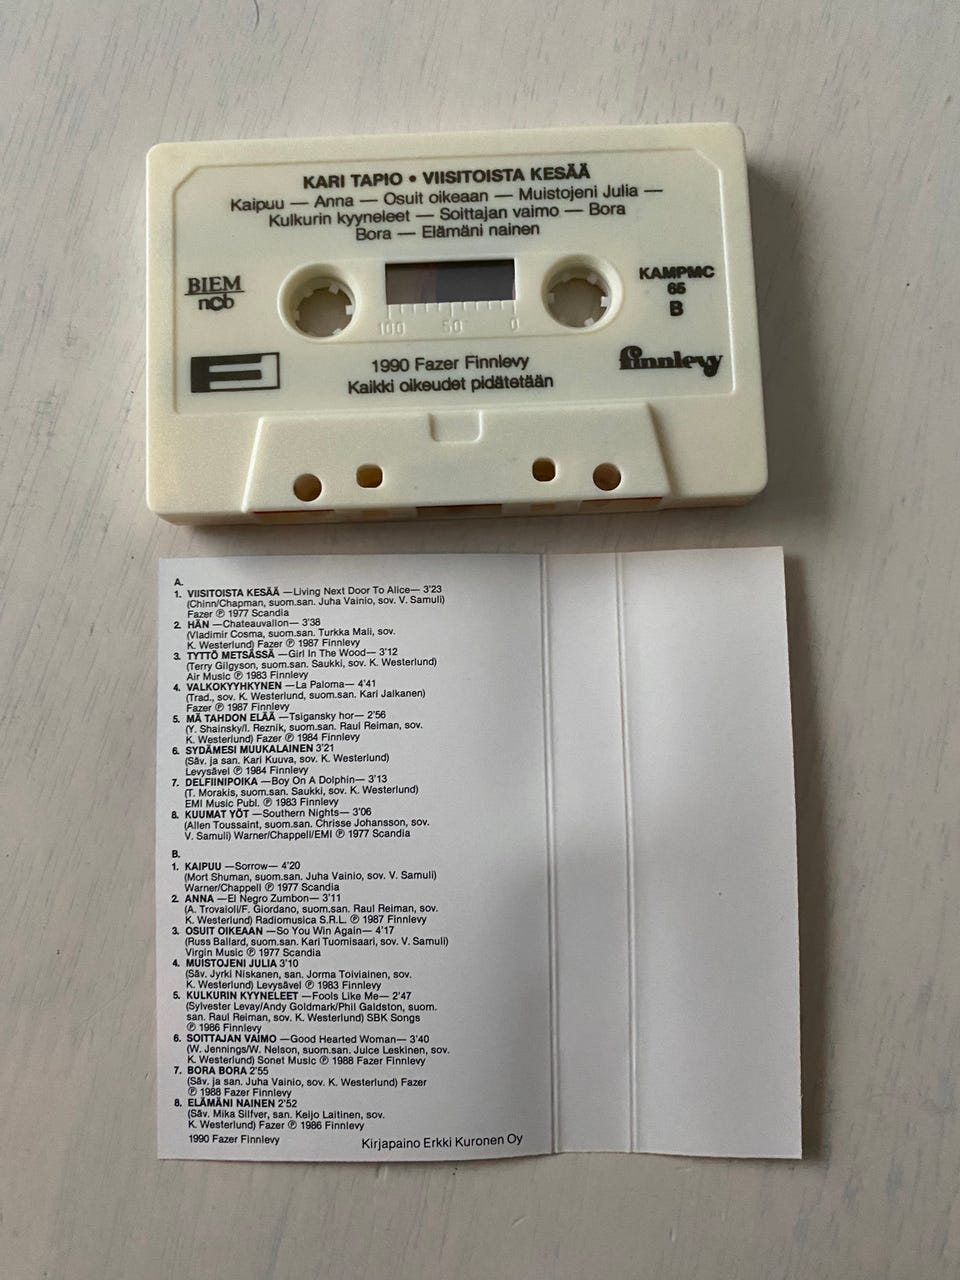 KARI TAPIO • VIISITOISTA KESÄÄ
Kaipuu — Anna — Osuit oikeaan — Muistojeni Julia —
Kulkurin kyyneleet — Soittajan vaimo — Bora
Bora — Elämäni nainen
BIEM
ncb
KAMPMC
65
B
100 50 0
F
finnlevy
1990 Fazer Finnlevy
Kaikki oikeudet pidätetään
A.
1. VIISITOISTA KESÄÄ —Living Next Door To Alice— 3'23
(Chinn/Chapman, suom.san. Juha Vainio, sov. V. Samuli)
Fazer ℗ 1977 Scandia
2. HÄN —Chateauvallon— 3'38
(Vladimir Cosma, suom.san. Turkka Mali, sov.
K. Westerlund) Fazer ℗ 1987 Finnlevy
3. TYTTÖ METSÄSSÄ —Girl In The Wood— 3'12
(Terry Gilgyson, suom.san. Saukki, sov. K. Westerlund)
Air Music ℗ 1983 Finnlevy
4. VALKOKYYHKYNEN —La Paloma— 4'41
(Trad., sov. K. Westerlund, suom.san. Kari Jalkanen)
Fazer ℗ 1987 Finnlevy
5. MÄ TAHDON ELÄÄ —Tsigansky hor— 2'56
(Y. Shainsky/I. Reznik, suom.san. Raul Reiman, sov.
K. Westerlund) Fazer ℗ 1984 Finnlevy
6. SYDÄMESI MUUKALAINEN 3'21
(Säv. ja san. Kari Kuuva, sov. K. Westerlund)
Levysävel ℗ 1984 Finnlevy
7. DELFIINIPOIKA —Boy On A Dolphin— 3'13
(T. Morakis, suom.san. Saukki, sov. K. Westerlund)
EMI Music Publ. ℗ 1983 Finnlevy
8. KUUMAT YÖT —Southern Nights— 3'06
(Allen Toussaint, suom.san. Chrisse Johansson, sov.
V. Samuli) Warner/Chappell/EMI ℗ 1977 Scandia
B.
1. KAIPUU —Sorrow— 4'20
(Mort Shuman, suom.san. Juha Vainio, sov. V. Samuli)
Warner/Chappell ℗ 1977 Scandia
2. ANNA —El Negro Zumbon— 3'11
(A. Trovaioli/F. Giordano, suom.san. Raul Reiman, sov.
K. Westerlund) Radiomusica S.R.L. ℗ 1987 Finnlevy
3. OSUIT OIKEAAN —So You Win Again— 4'17
(Russ Ballard, suom.san. Kari Tuomisaari, sov. V. Samuli)
Virgin Music ℗ 1977 Scandia
4. MUISTOJENI JULIA 3'10
(Säv. Jyrki Niskanen, san. Jorma Toiviainen, sov.
K. Westerlund) Levysävel ℗ 1983 Finnlevy
5. KULKURIN KYYNELEET —Fools Like Me— 2'47
(Sylvester Levay/Andy Goldmark/Phil Galdston, suom.
san. Raul Reiman, sov. K. Westerlund) SBK Songs
℗ 1986 Finnlevy
6. SOITTAJAN VAIMO —Good Hearted Woman— 3'40
(W. Jennings/W. Nelson, suom.san. Juice Leskinen, sov.
K. Westerlund) Sonet Music ℗ 1988 Fazer Finnlevy
7. BORA BORA 2'55
(Säv. ja san. Juha Vainio, sov. K. Westerlund) Fazer
℗ 1988 Fazer Finnlevy
8. ELÄMÄNI NAINEN 2'52
(Säv. Mika Silfver, san. Keijo Laitinen, sov.
K. Westerlund) Fazer ℗ 1986 Finnlevy
1990 Fazer Finnlevy
Kirjapaino Erkki Kuronen Oy